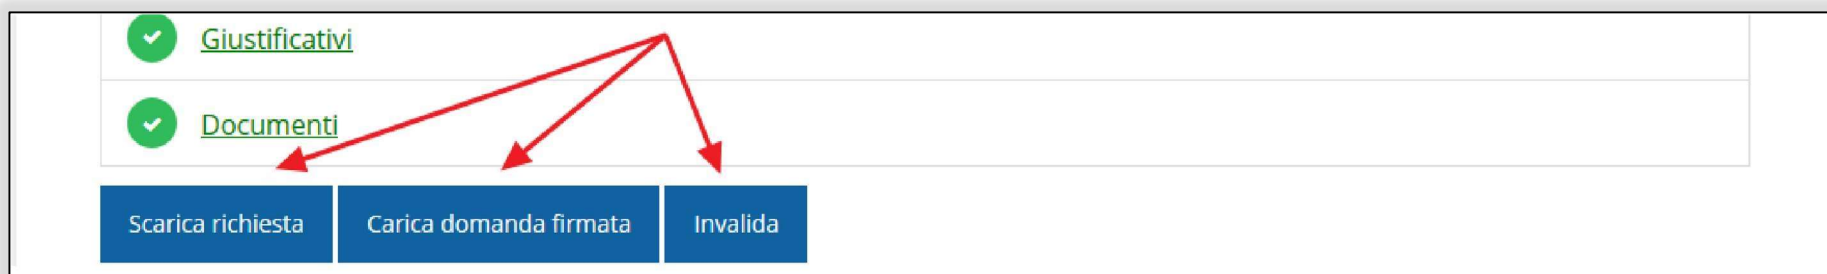 Giustificativi
Documenti
Scarica richiesta
Carica domanda firmata
Invalida